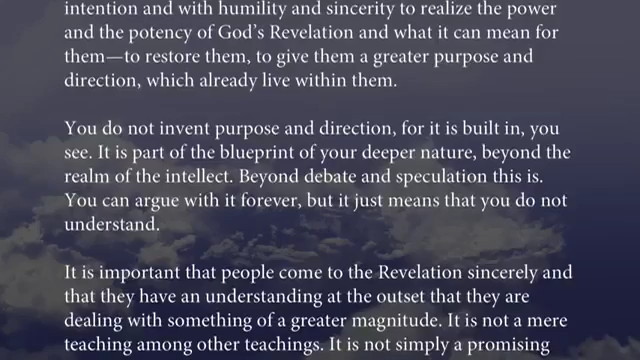 intention and with humility and sincerity to realize the power
and the potency of God's Revelation and what it can mean for
them—to restore them, to give them a greater purpose and
direction, which already live within them.
You do not invent purpose and direction, for it is built in, you
see. It is part of the blueprint of your deeper nature, beyond the
realm of the intellect. Beyond debate and speculation this is.
You can argue with it forever, but it just means that you do not
understand.
It is important that people come to the Revelation sincerely and
that they have an understanding at the outset that they are
dealing with something of a greater magnitude. It is not a mere
teaching among other teachings. It is not simply a promising